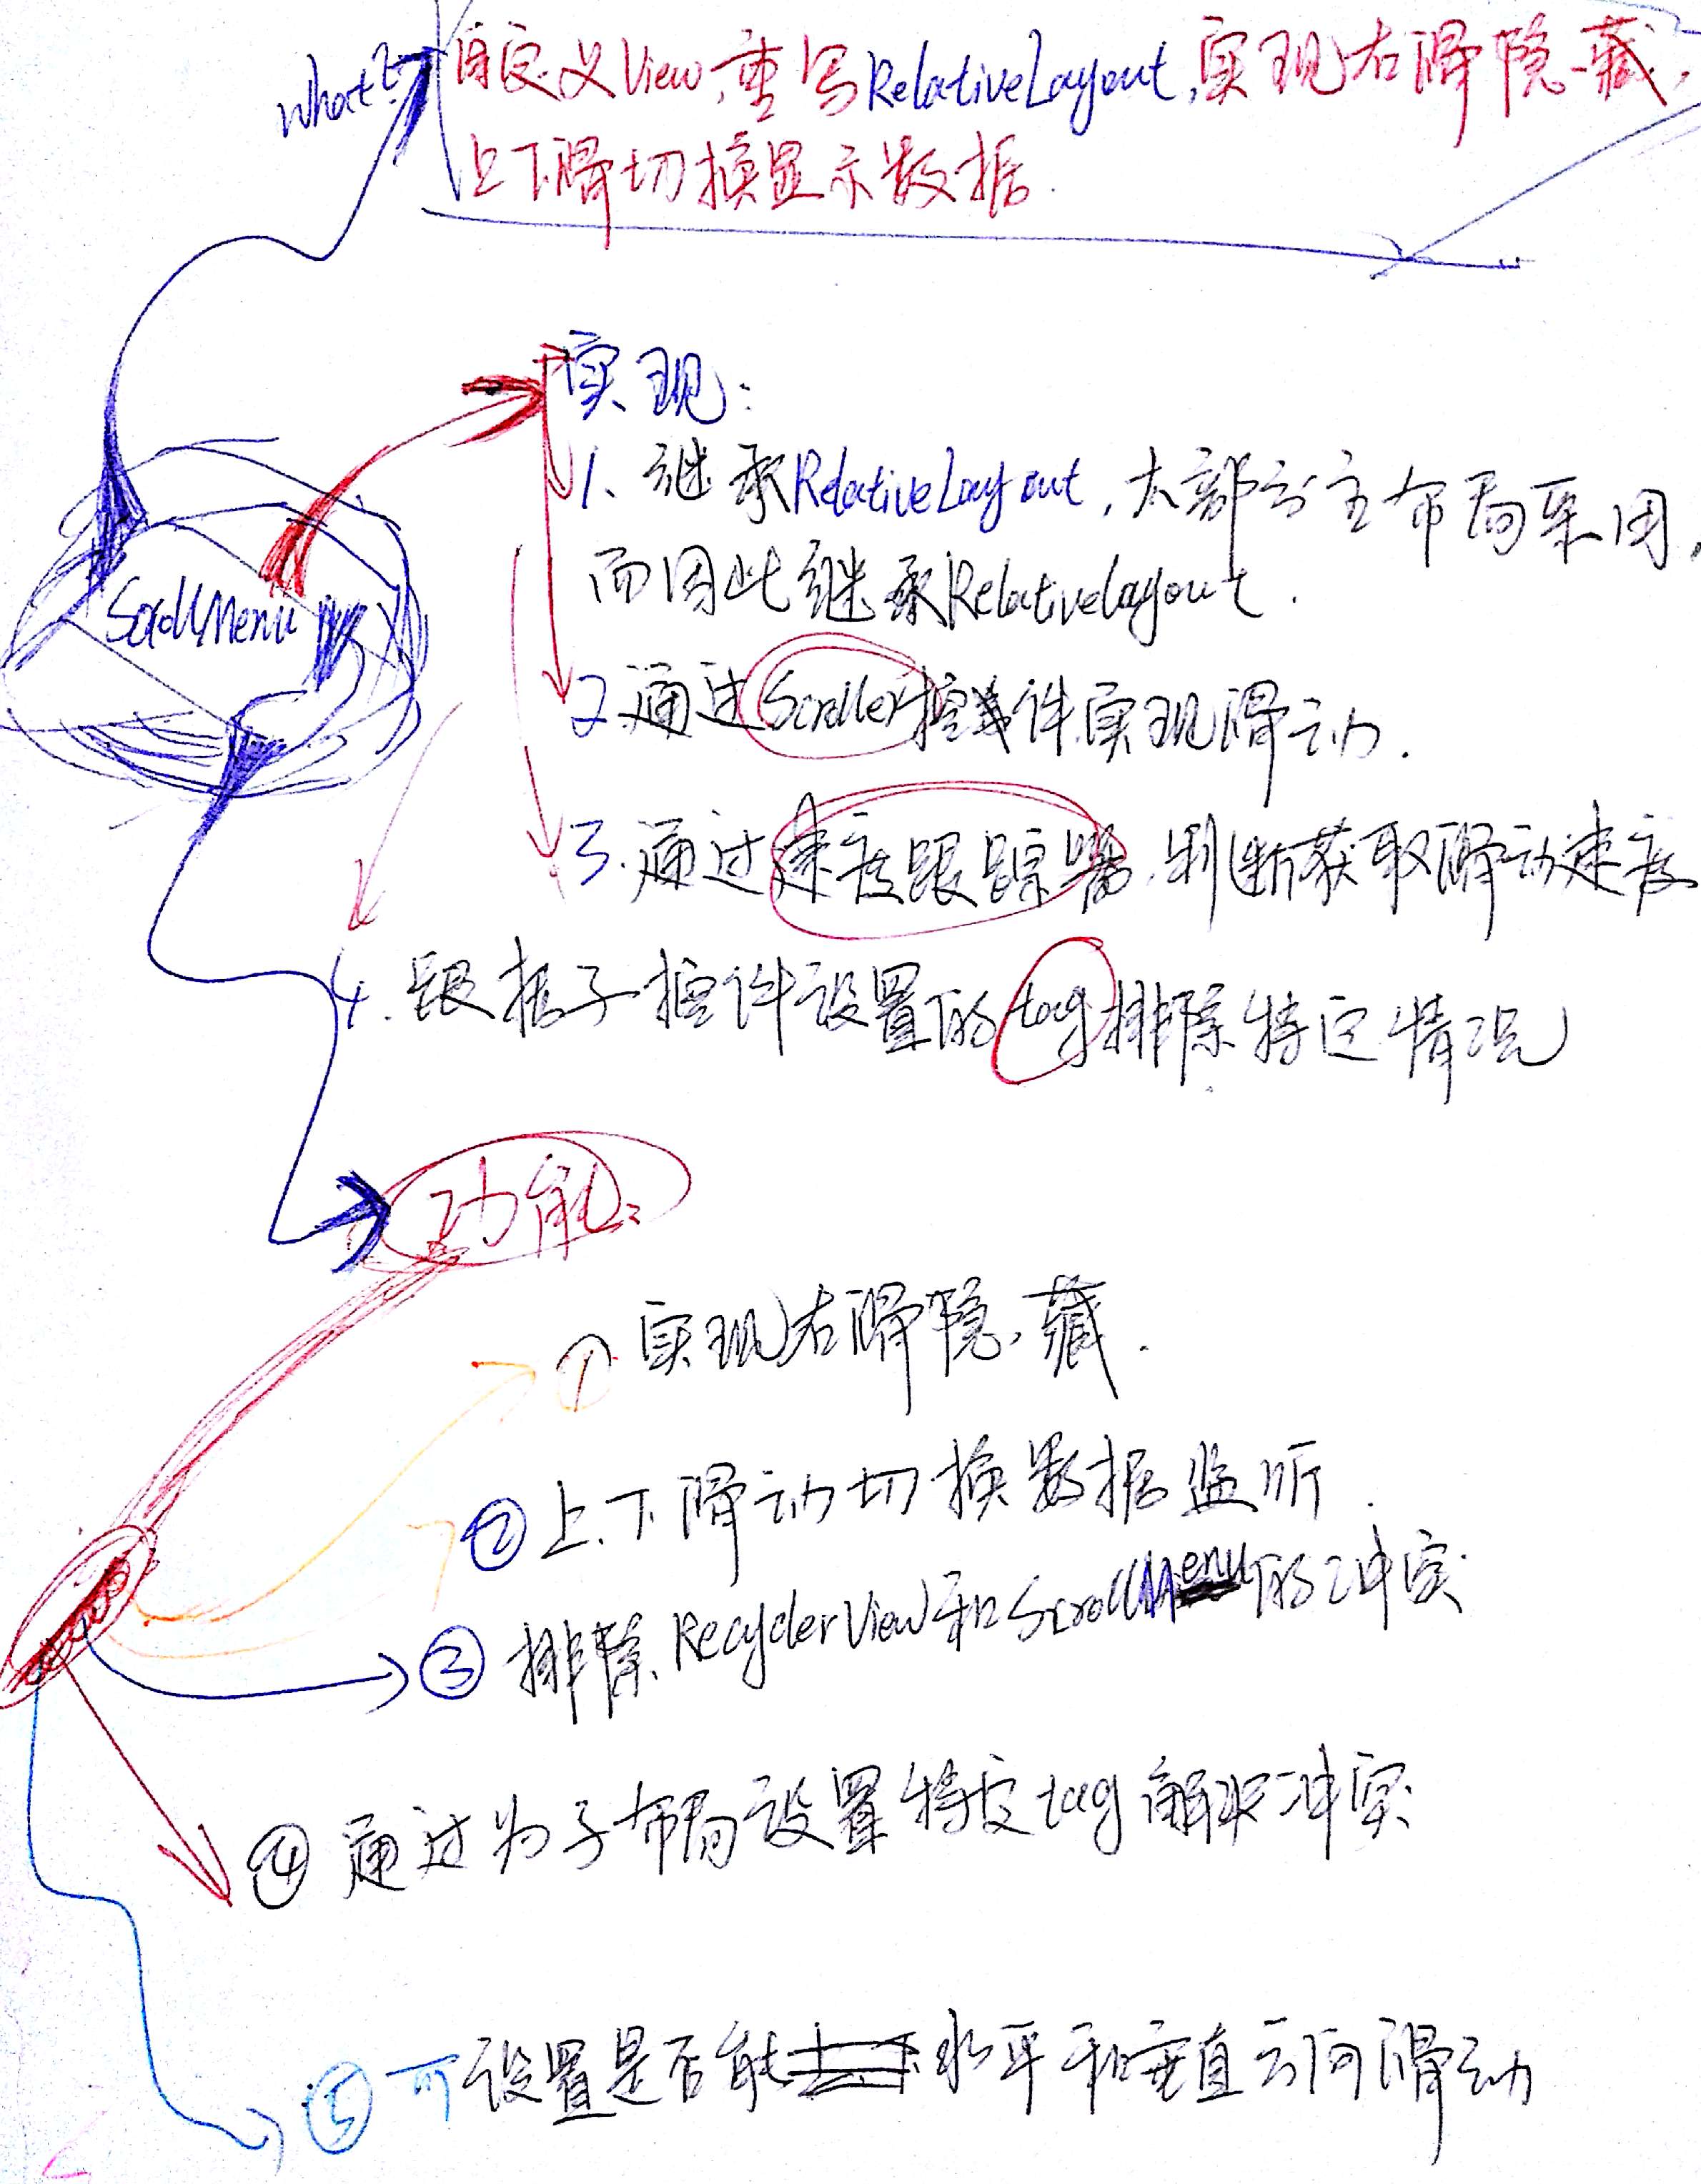 what?
自定义View,重写RelativeLayout,实现右滑隐藏,
上下滑切换显示数据.
实现:
1、继承RelativeLayout,大部分主布局采用,
而因此继承Relativelayout.
ScrollMenu
2.通过Scroller控件实现滑动.
3.通过速度跟踪器,判断获取滑动速度
4.跟据子控件设置的tag排除特定情况
功能:
①.实现右滑隐藏.
②上、下滑动切换数据监听.
③排除RecyclerView和ScrollMenu的冲突
④通过为子布局设置特定tag解决冲突
⑤可设置是否能水平和垂直方向滑动